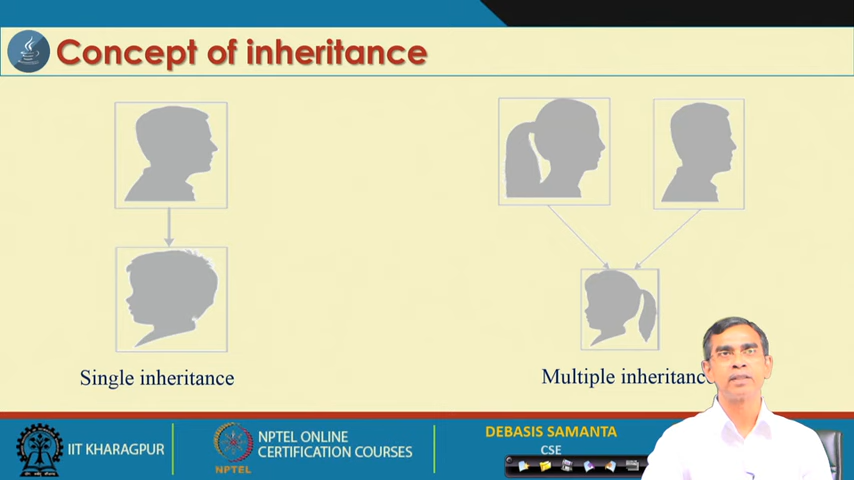 Concept of inheritance
Single inheritance
Multiple inheritance
IIT KHARAGPUR
NPTEL
NPTEL ONLINE
CERTIFICATION COURSES
DEBASIS SAMANTA
CSE